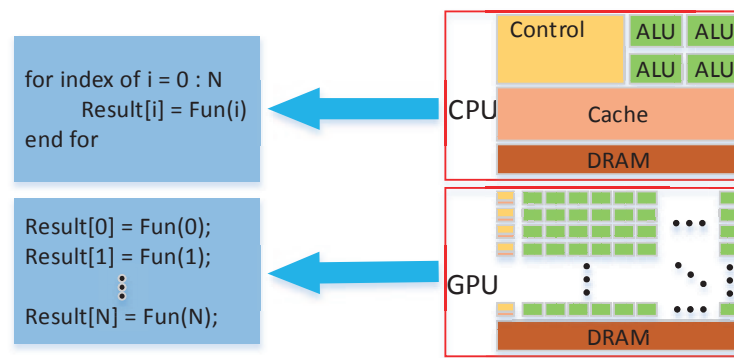 for index of i = 0 : N
Result[i] = Fun(i)
end for
CPU
Control
ALU ALU
ALU ALU
Cache
DRAM
Result[0] = Fun(0);
Result[1] = Fun(1);
Result[N] = Fun(N);
GPU
DRAM